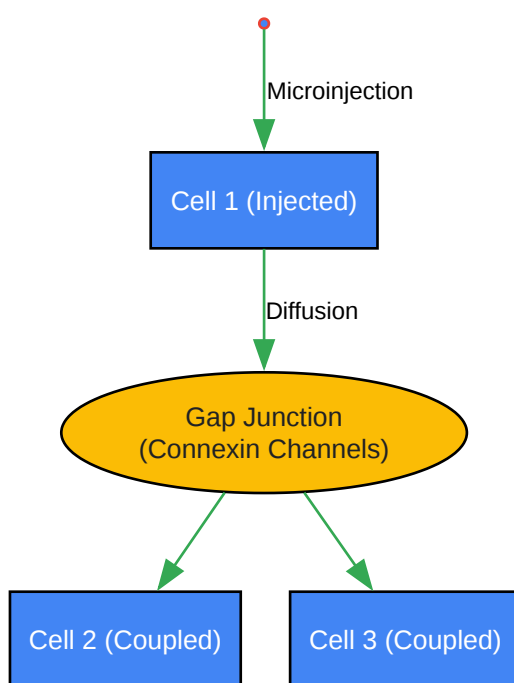 Microinjection
Cell 1 (Injected)
Diffusion
Gap Junction
(Connexin Channels)
Cell 2 (Coupled)
Cell 3 (Coupled)